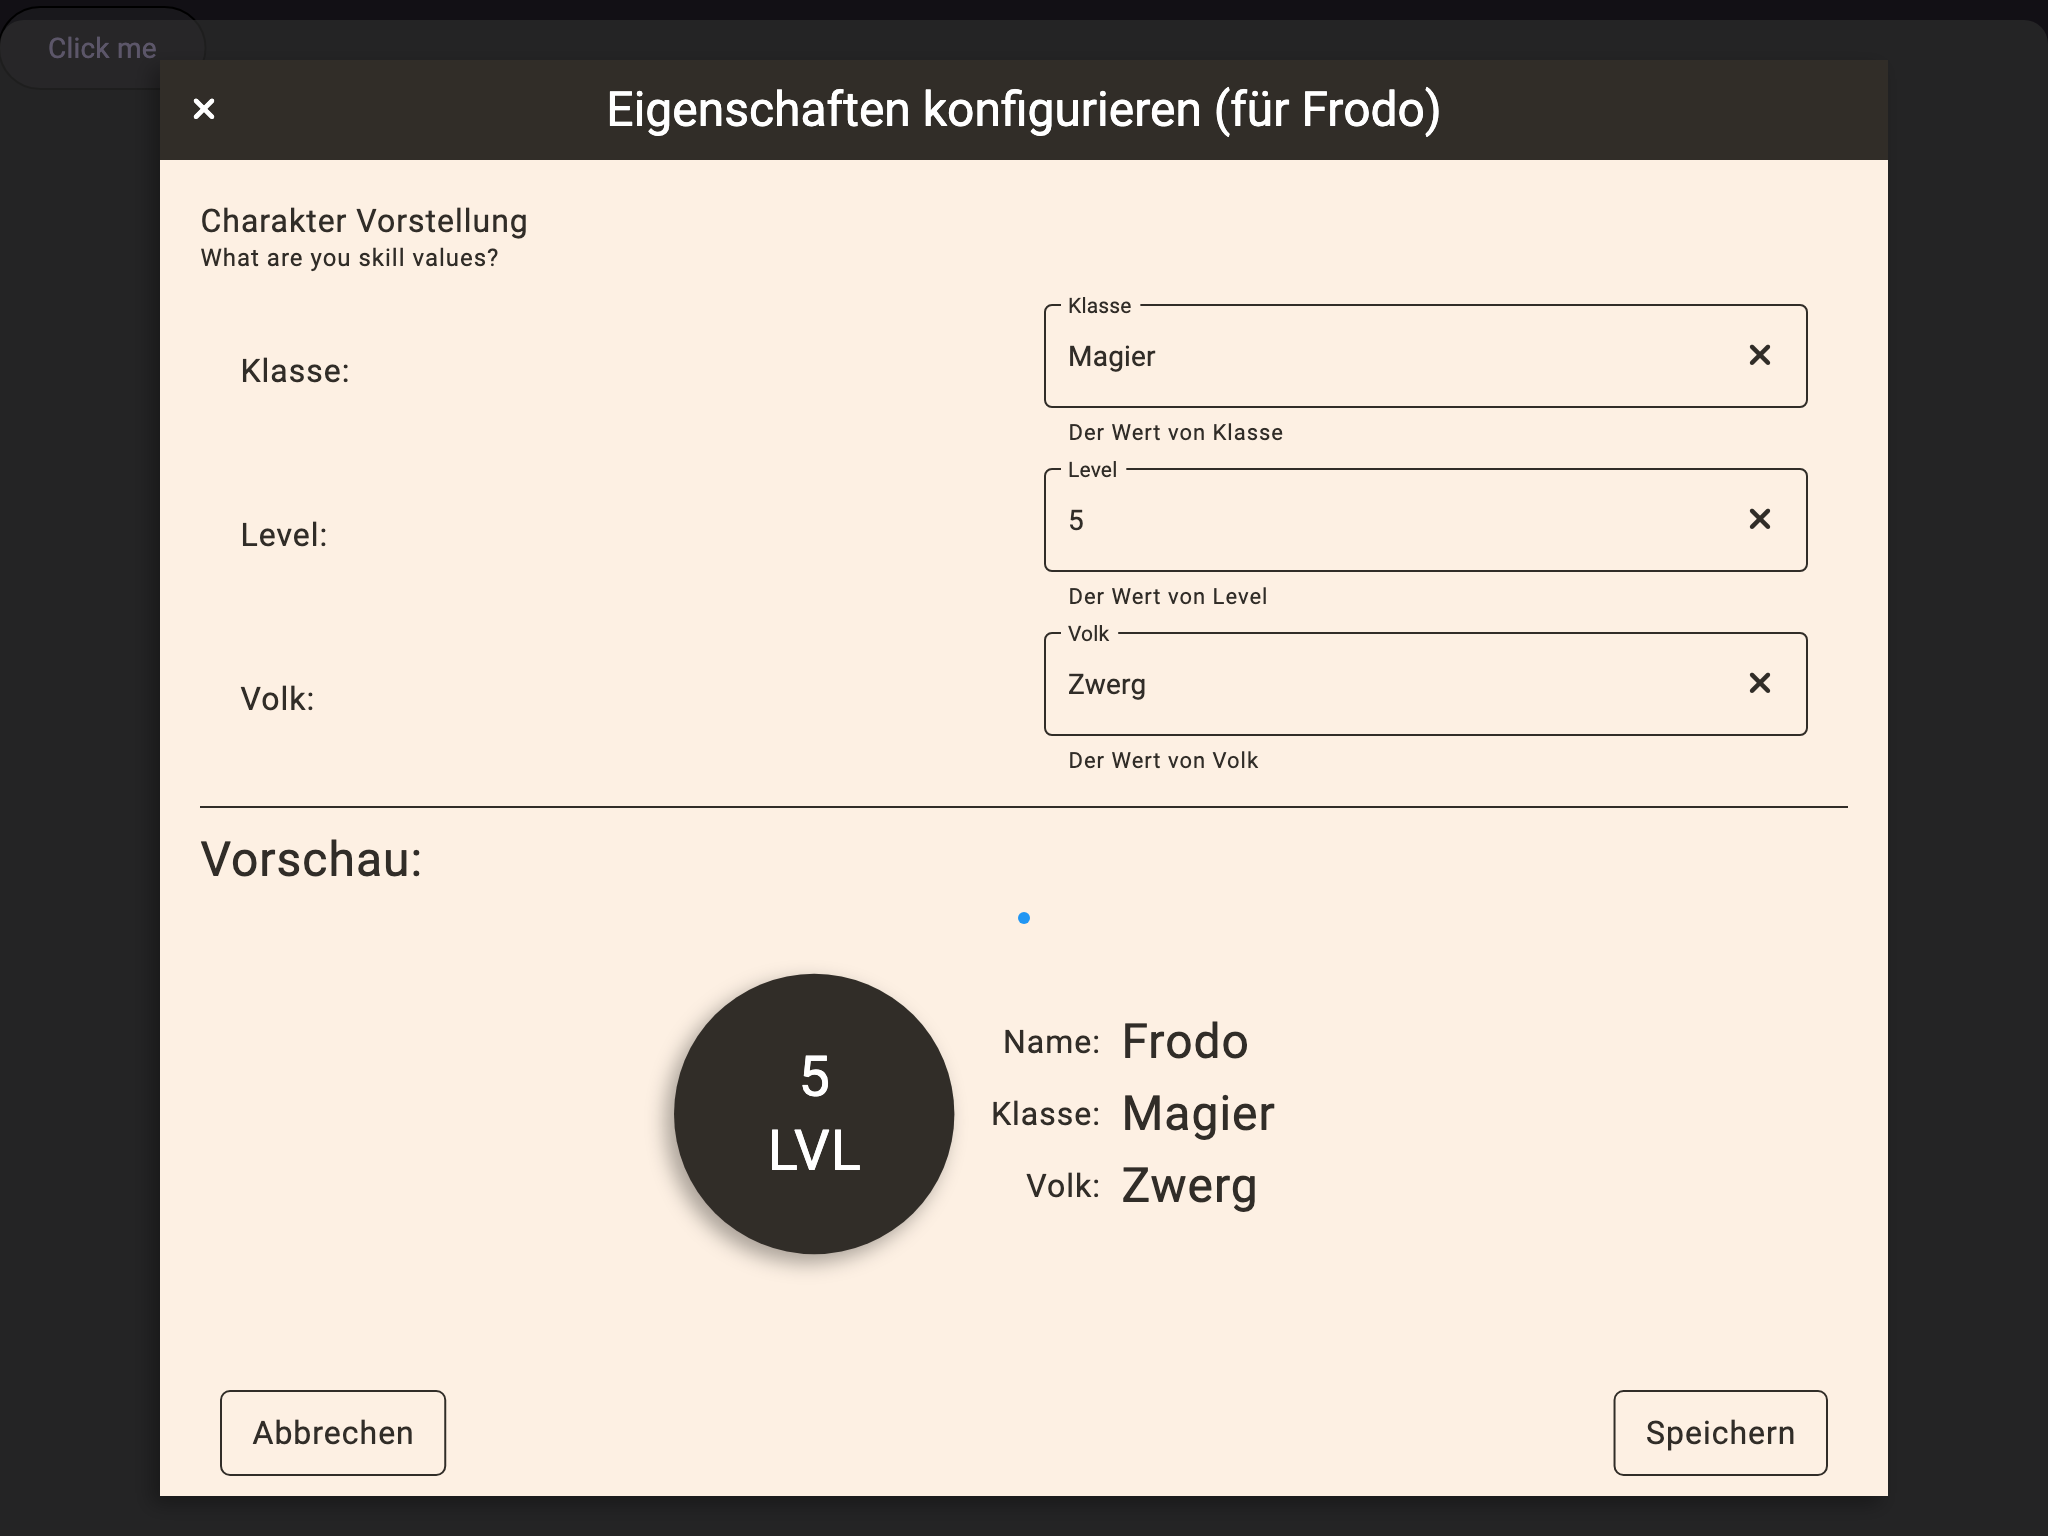 Click me
Eigenschaften konfigurieren (für Frodo)
Charakter Vorstellung
What are you skill values?
Klasse:
Klasse
Magier
Der Wert von Klasse
Level:
Level
5
Der Wert von Level
Volk:
Volk
Zwerg
Der Wert von Volk
Vorschau:
5
LVL
Name: Frodo
Klasse: Magier
Volk: Zwerg
Abbrechen
Speichern